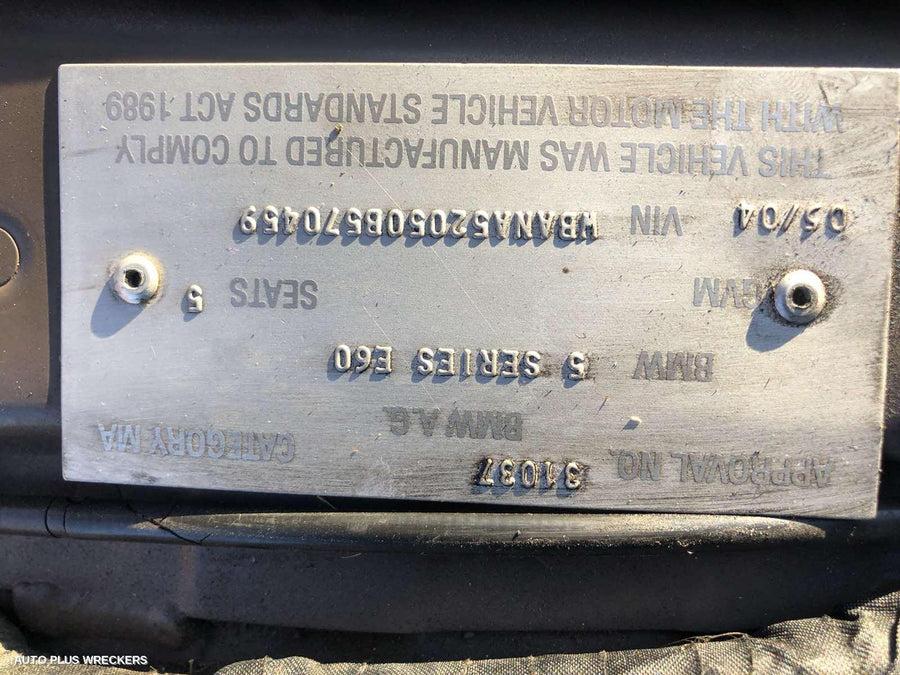 APPROVAL NO. 31037
BMW A.G. CATEGORY MA
BMW 5 SERIES E60
GVM SEATS 5
05/04 VIN WBANA52050B570459
THIS VEHICLE WAS MANUFACTURED TO COMPLY
WITH THE MOTOR VEHICLE STANDARDS ACT 1989
AUTO PLUS WRECKERS